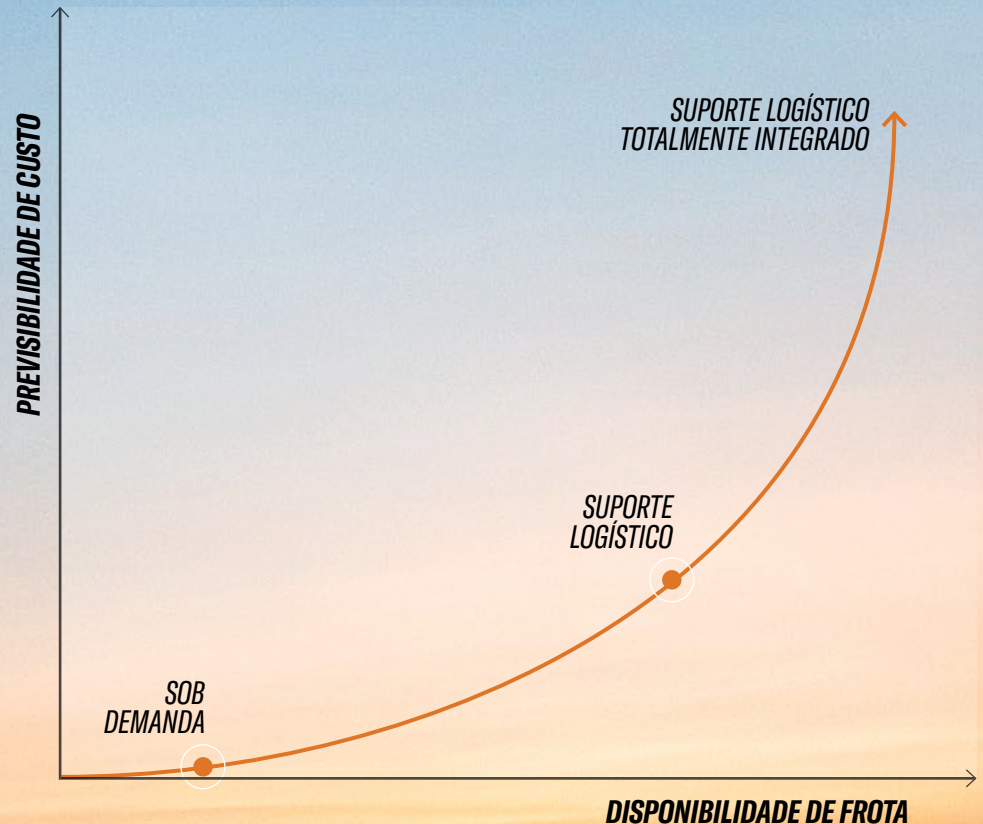 SUPORTE LOGÍSTICO
TOTALMENTE INTEGRADO
PREVISIBILIDADE DE CUSTO
SUPORTE
LOGÍSTICO
SOB
DEMANDA
DISPONIBILIDADE DE FROTA